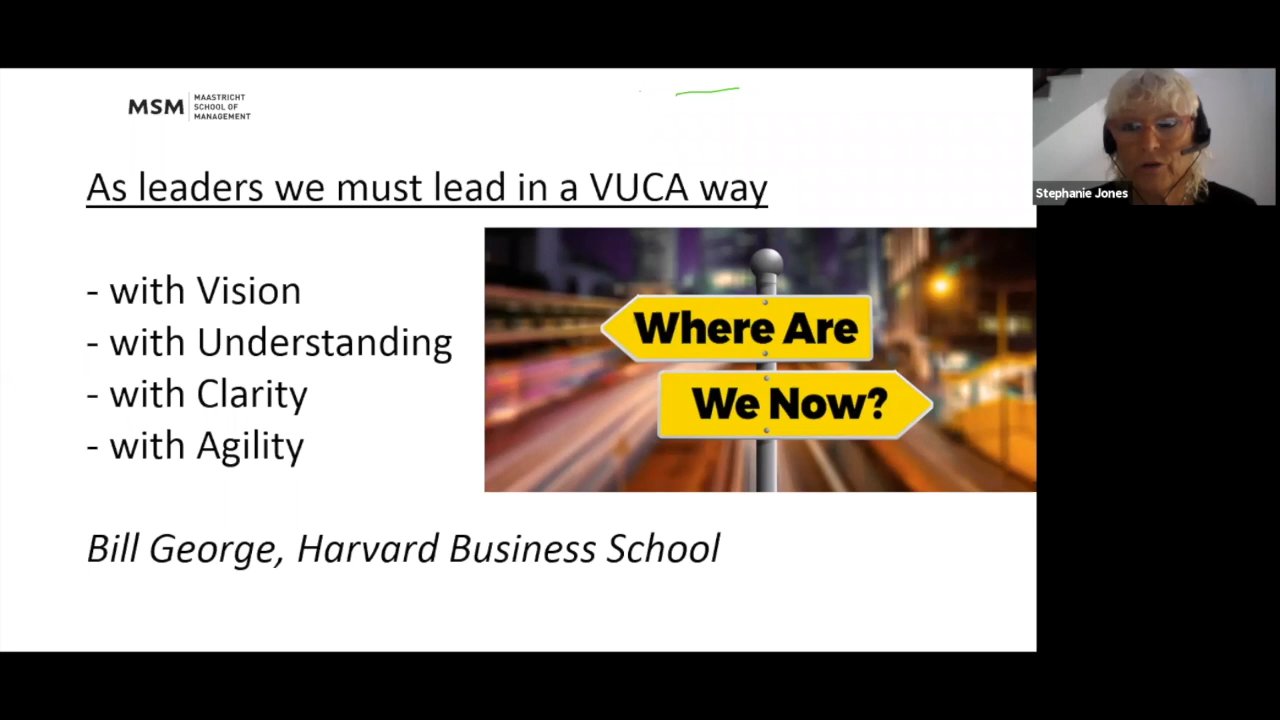 MSM
MAASTRICHT
SCHOOL OF
MANAGEMENT
As leaders we must lead in a VUCA way
- with Vision
- with Understanding
- with Clarity
- with Agility
Where Are
We Now?
Bill George, Harvard Business School
Stephanie Jones